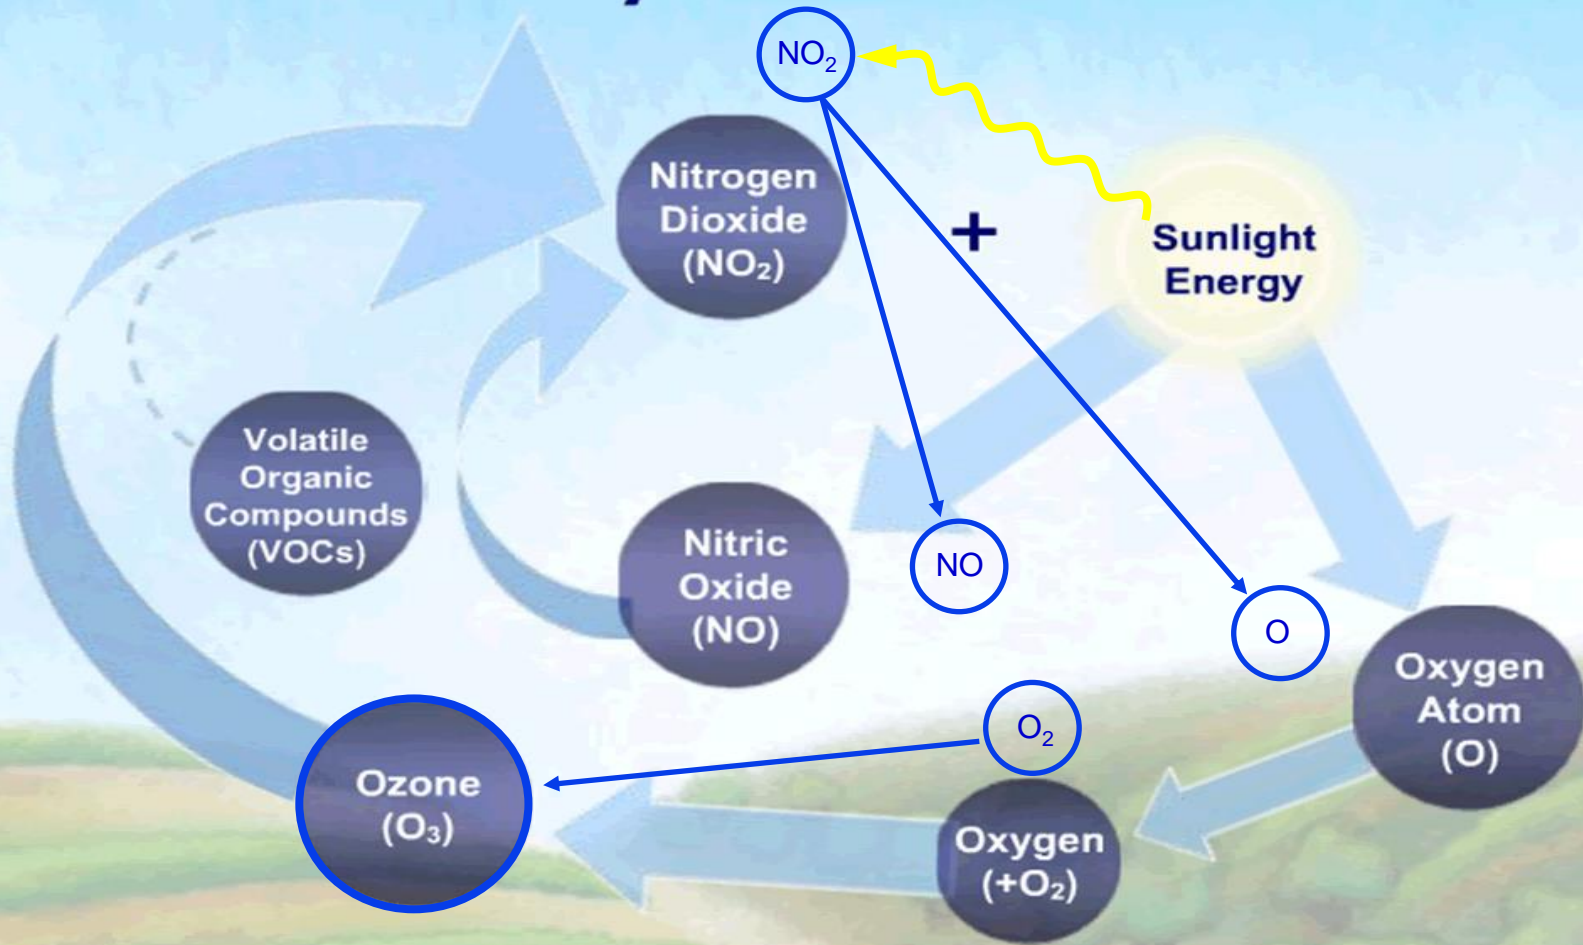 NO₂
Nitrogen
Dioxide
(NO₂)
+
Sunlight
Energy
Volatile
Organic
Compounds
(VOCs)
Nitric
Oxide
(NO)
NO
O
Oxygen
Atom
(O)
O₂
Ozone
(O₃)
Oxygen
(+O₂)